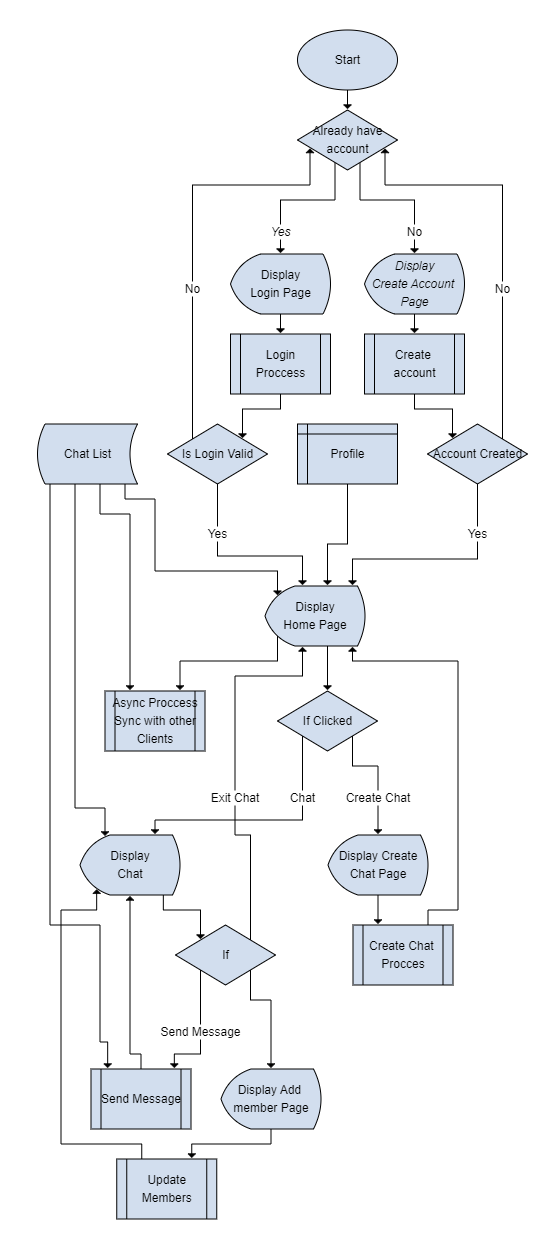 Start
Already have
account
Yes
No
Display
Login Page
Display
Create Account
Page
No
No
Login
Proccess
Create
account
Chat List
Is Login Valid
Profile
Account Created
Yes
Yes
Display
Home Page
Async Proccess
Sync with other
Clients
If Clicked
Exit Chat
Chat
Create Chat
Display
Chat
Display Create
Chat Page
If
Create Chat
Procces
Send Message
Send Message
Display Add
member Page
Update
Members